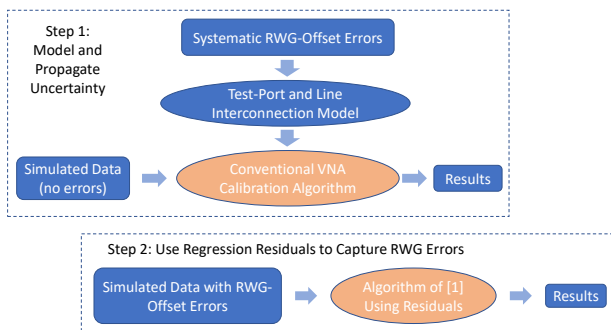 Step 1:
Model and
Propagate
Uncertainty
Systematic RWG-Offset Errors
Test-Port and Line
Interconnection Model
Simulated Data
(no errors)
Conventional VNA
Calibration Algorithm
Results
Step 2: Use Regression Residuals to Capture RWG Errors
Simulated Data with RWG-
Offset Errors
Algorithm of [1]
Using Residuals
Results